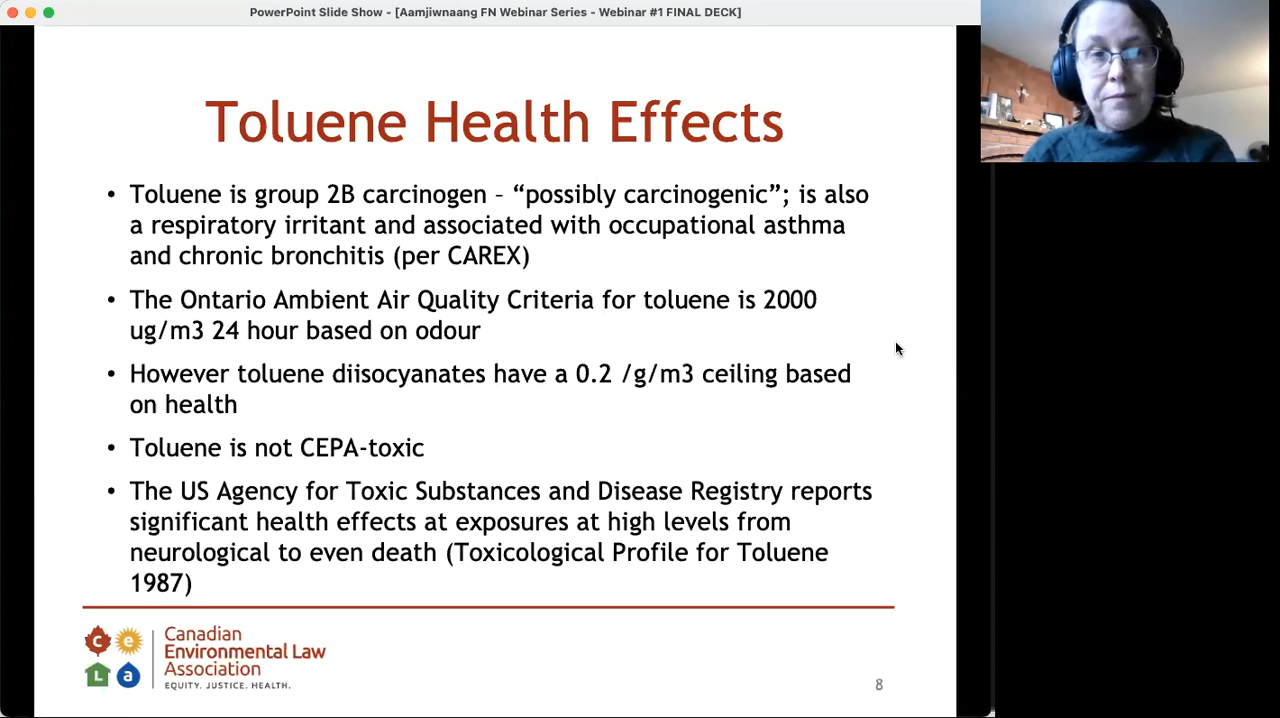 PowerPoint Slide Show - [Aamjiwnaang FN Webinar Series - Webinar #1 FINAL DECK]
Toluene Health Effects
• Toluene is group 2B carcinogen – “possibly carcinogenic”; is also
a respiratory irritant and associated with occupational asthma
and chronic bronchitis (per CAREX)
• The Ontario Ambient Air Quality Criteria for toluene is 2000
ug/m3 24 hour based on odour
• However toluene diisocyanates have a 0.2 /g/m3 ceiling based
on health
• Toluene is not CEPA-toxic
• The US Agency for Toxic Substances and Disease Registry reports
significant health effects at exposures at high levels from
neurological to even death (Toxicological Profile for Toluene
1987)
C e
L a
Canadian
Environmental Law
Association
EQUITY. JUSTICE. HEALTH.
8